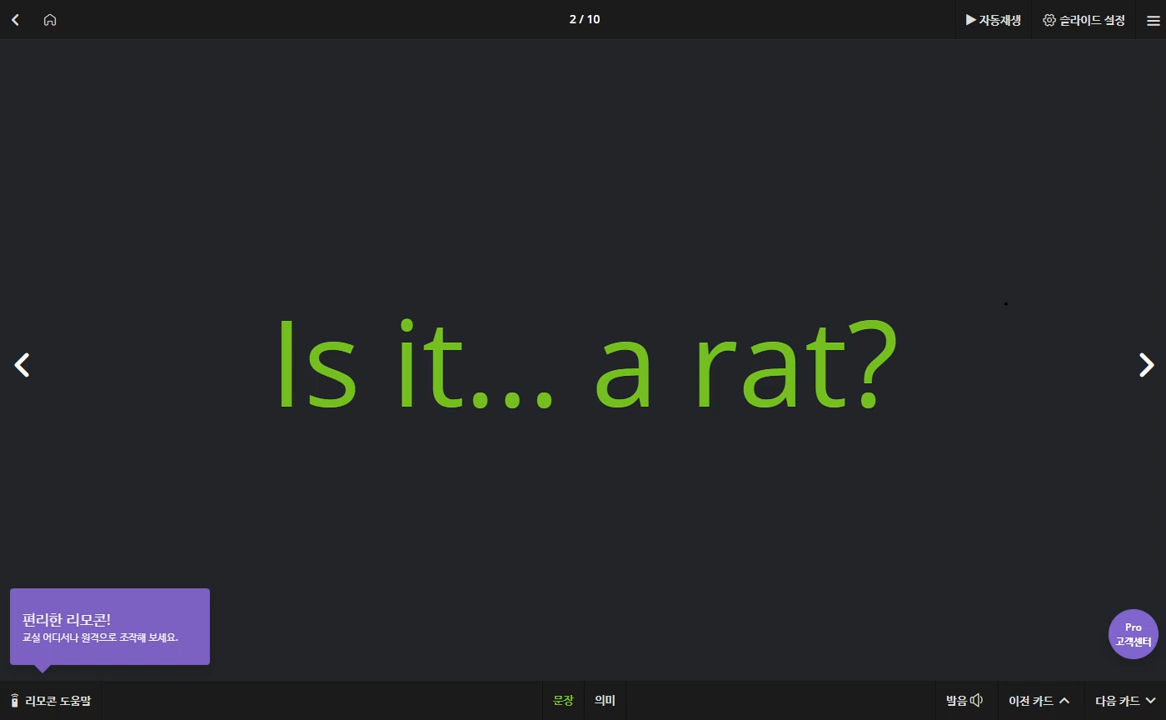 2 / 10
자동재생
슬라이드 설정
Is it... a rat?
편리한 리모콘!
교실 어디서나 원격으로 조작해 보세요.
Pro
고객센터
리모콘 도움말
문장
의미
발음
이전 카드
다음 카드